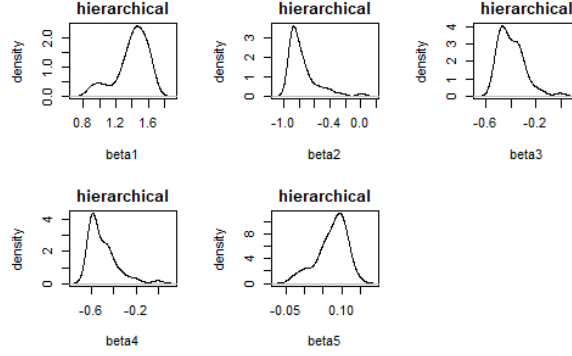 hierarchical
density
0.0 1.0 2.0
0.8 1.2 1.6
beta1
hierarchical
density
0 1 2 3
-1.0 -0.4 0.0
beta2
hierarchical
density
0 1 2 3 4
-0.6 -0.2
beta3
hierarchical
density
0 2 4
-0.6 -0.2
beta4
hierarchical
density
0 4 8
-0.05 0.10
beta5